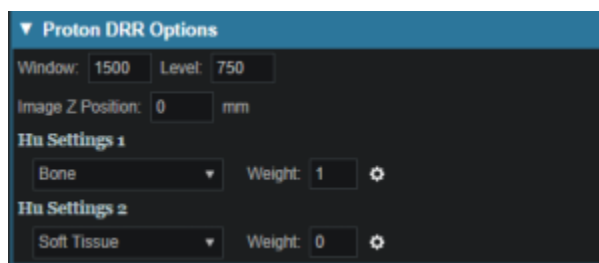 ▼ Proton DRR Options
Window: 1500 Level: 750
Image Z Position: 0 mm
Hu Settings 1
Bone Weight: 1
Hu Settings 2
Soft Tissue Weight: 0